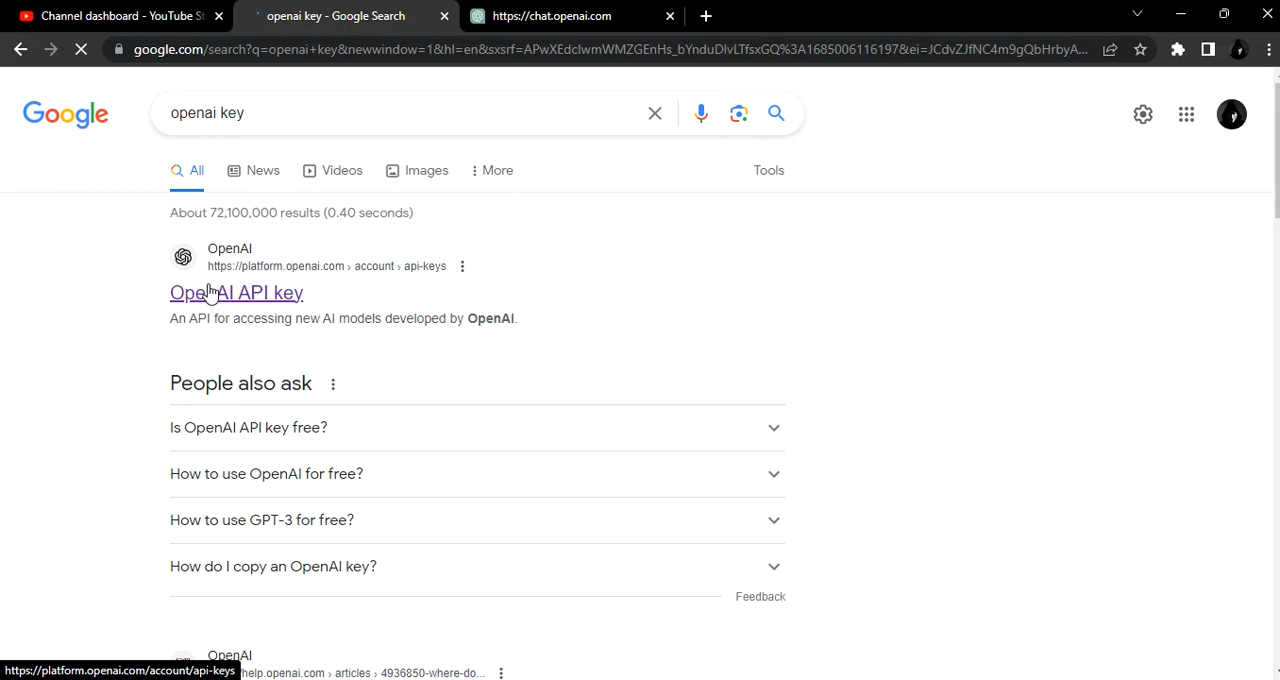 Channel dashboard - YouTube St
openai key - Google Search
https://chat.openai.com
google.com/search?q=openai+key&newwindow=1&hl=en&sxsrf=APwXEdclwmWMZGEnHs_bYnduDlvLTfsxGQ%3A1685006116197&ei=JCdvZJfNC4m9gQbHrbyA...
Google
openai key
All
News
Videos
Images
More
Tools
About 72,100,000 results (0.40 seconds)
OpenAI
https://platform.openai.com › account › api-keys
OpenAI API key
An API for accessing new AI models developed by OpenAI.
People also ask
Is OpenAI API key free?
How to use OpenAI for free?
How to use GPT-3 for free?
How do I copy an OpenAI key?
Feedback
OpenAI
help.openai.com › articles › 4936850-where-do...
https://platform.openai.com/account/api-keys